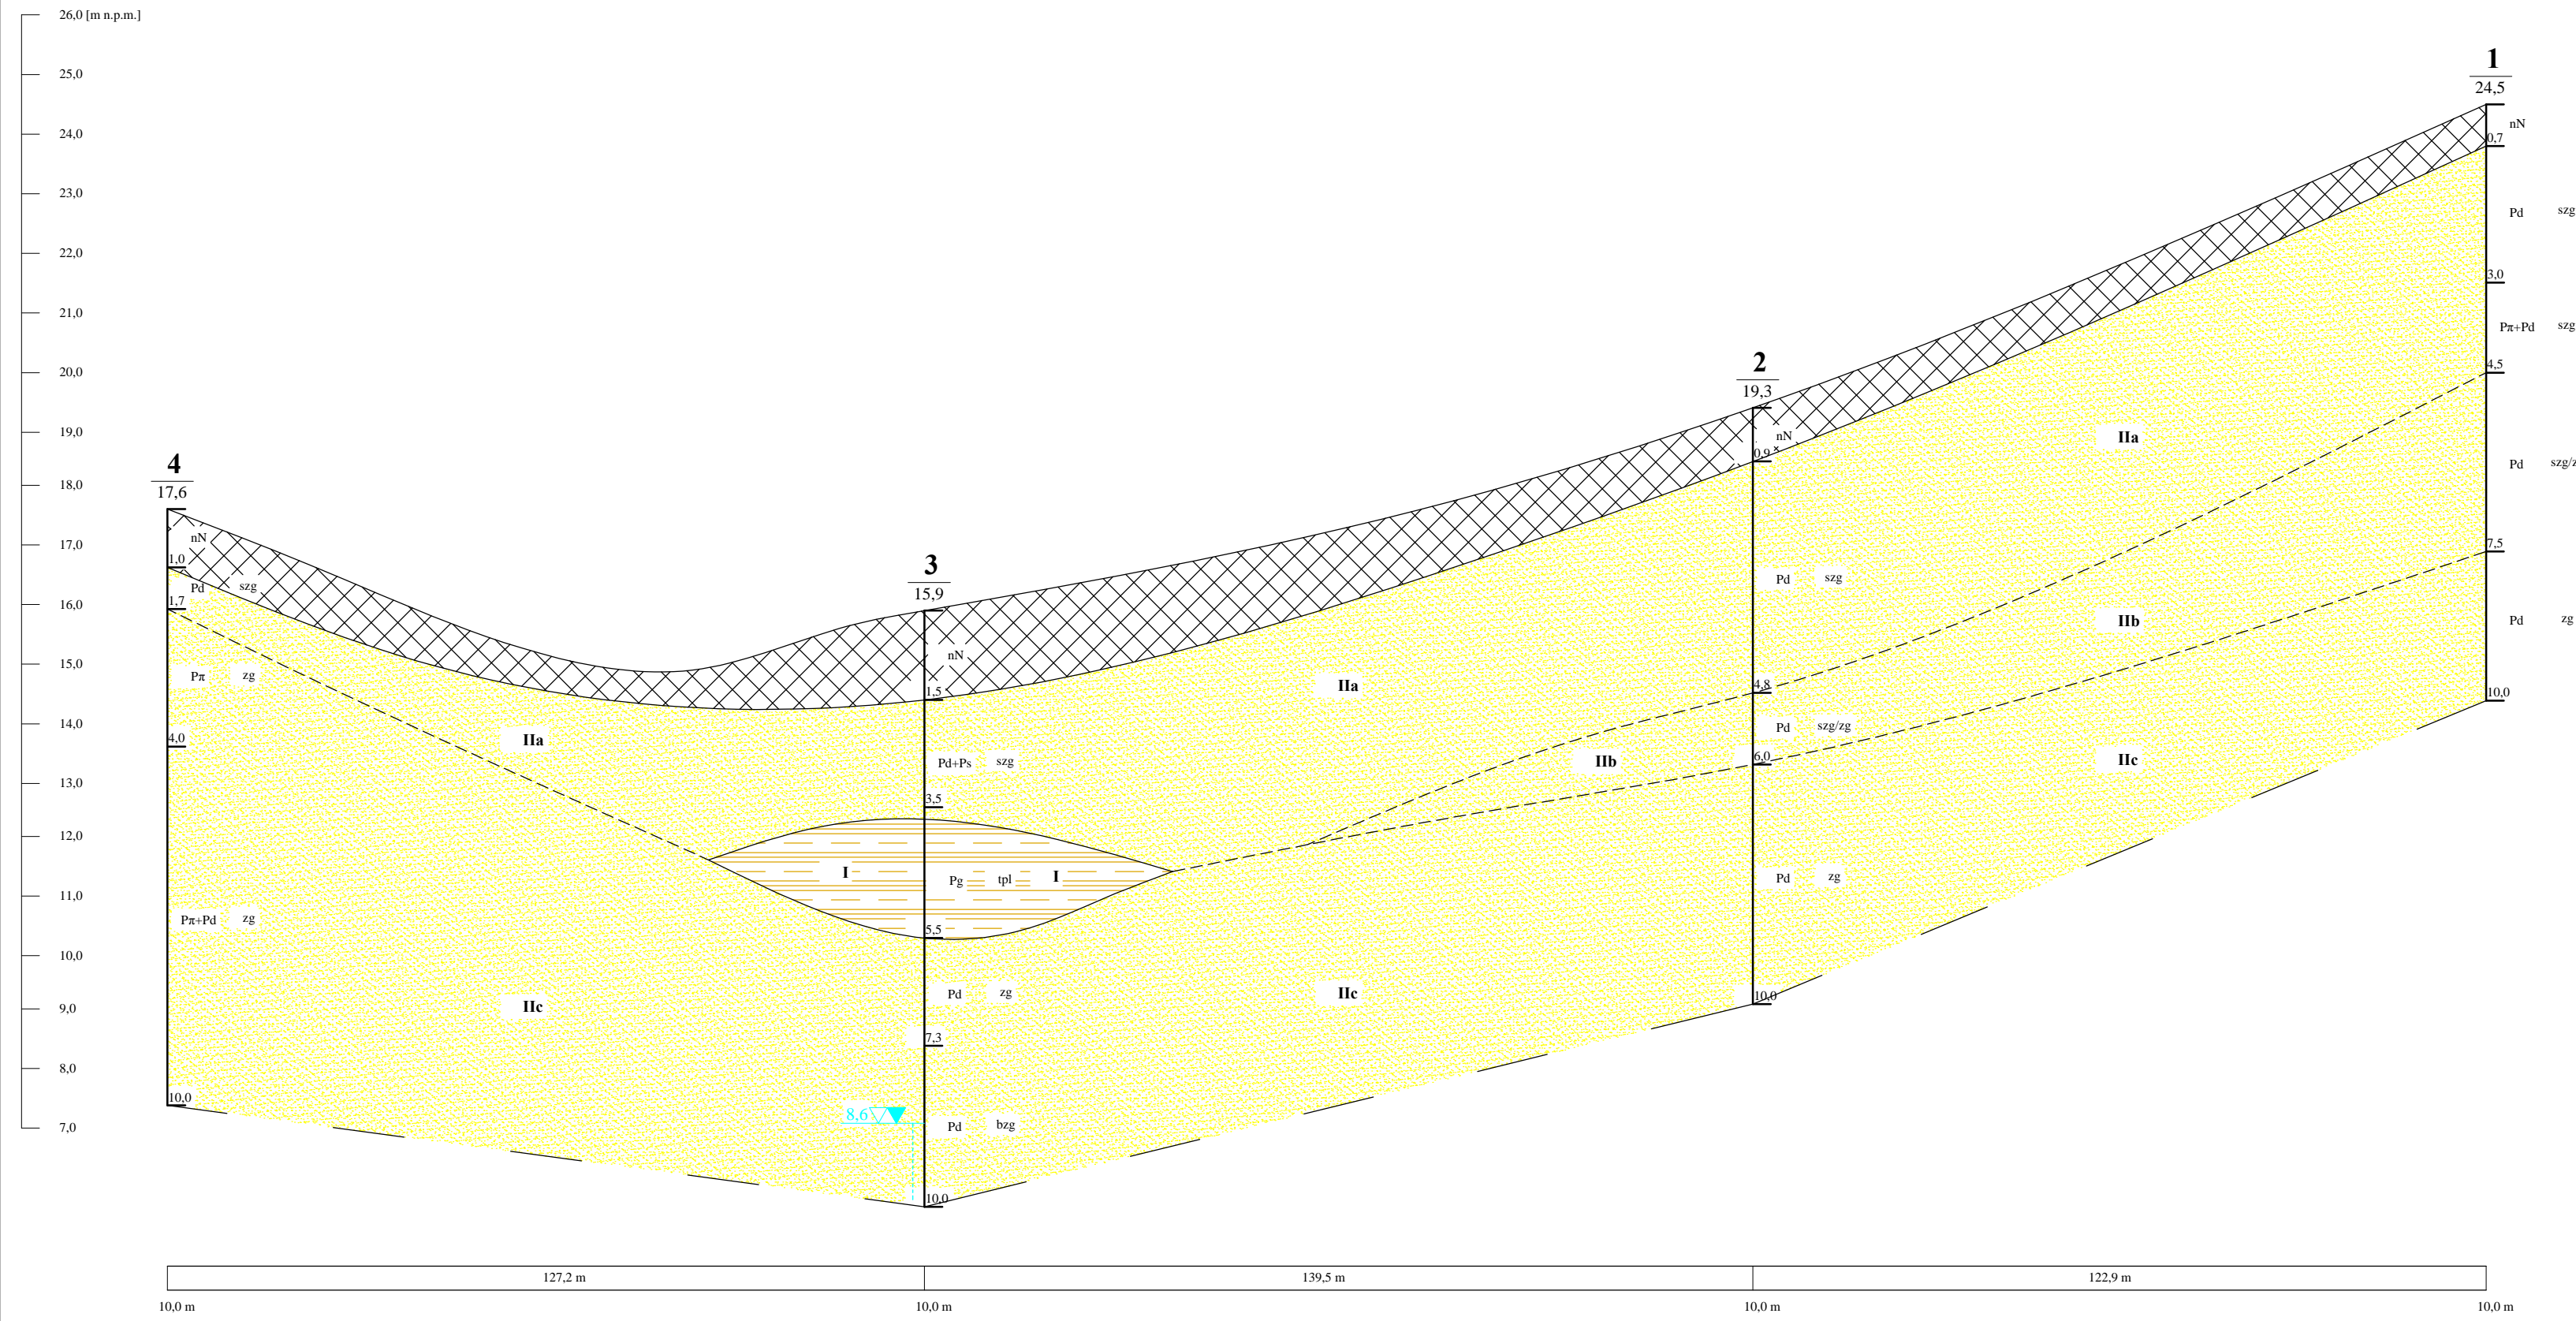 26,0 [m n.p.m.]
25,0
24,0
23,0
22,0
21,0
20,0
19,0
18,0
17,0
16,0
15,0
14,0
13,0
12,0
11,0
10,0
9,0
8,0
7,0
4
17,6
nN
1,0
Pd szg
1,7
Pπ zg
4,0
Pπ+Pd zg
10,0
IIa
IIc
3
15,9
nN
1,5
Pd+Ps szg
3,5
I
Pg tpl
I
5,5
Pd zg
7,3
8,6
Pd bzg
10,0
IIa
IIb
IIc
2
19,3
nN
0,9
Pd szg
4,8
Pd szg/zg
6,0
Pd zg
10,0
IIa
IIb
IIc
1
24,5
nN
0,7
Pd szg
3,0
Pπ+Pd szg
4,5
Pd
7,5
Pd zg
10,0
127,2 m 139,5 m 122,9 m
10,0 m 10,0 m 10,0 m 10,0 m